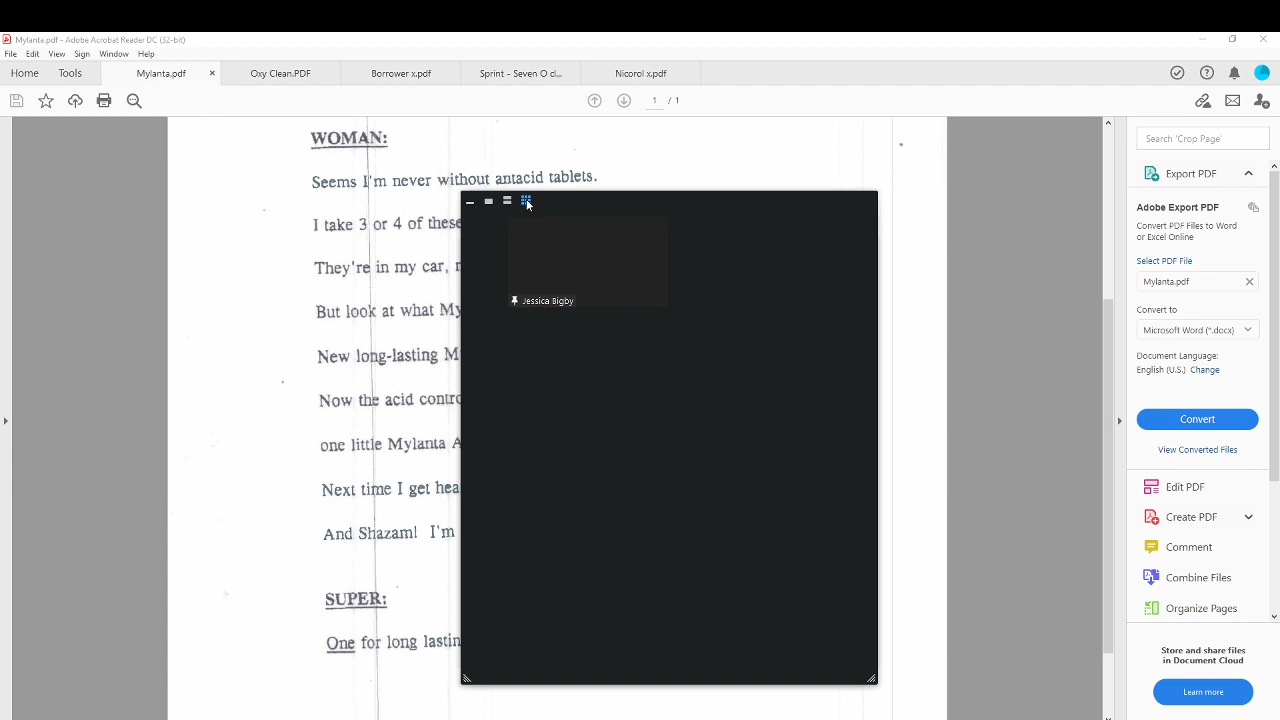 Mylanta.pdf - Adobe Acrobat Reader DC (32-bit)
File Edit View Sign Window Help
Home Tools Mylanta.pdf × Oxy Clean.PDF Borrower x.pdf Sprint - Seven O cl... Nicorol x.pdf
1 / 1
WOMAN:
Seems I'm never without antacid tablets.
I take 3 or 4 of these
They're in my car,
But look at what My
New long-lasting M
Now the acid contro
one little Mylanta A
Next time I get hea
And Shazam! I'm
SUPER:
One for long lastin
Jessica Bigby
Search 'Crop Page'
Export PDF
Adobe Export PDF
Convert PDF Files to Word
or Excel Online
Select PDF File
Mylanta.pdf
Convert to
Microsoft Word (*.docx)
Document Language:
English (U.S.) Change
Convert
View Converted Files
Edit PDF
Create PDF
Comment
Combine Files
Organize Pages
Store and share files
in Document Cloud
Learn more